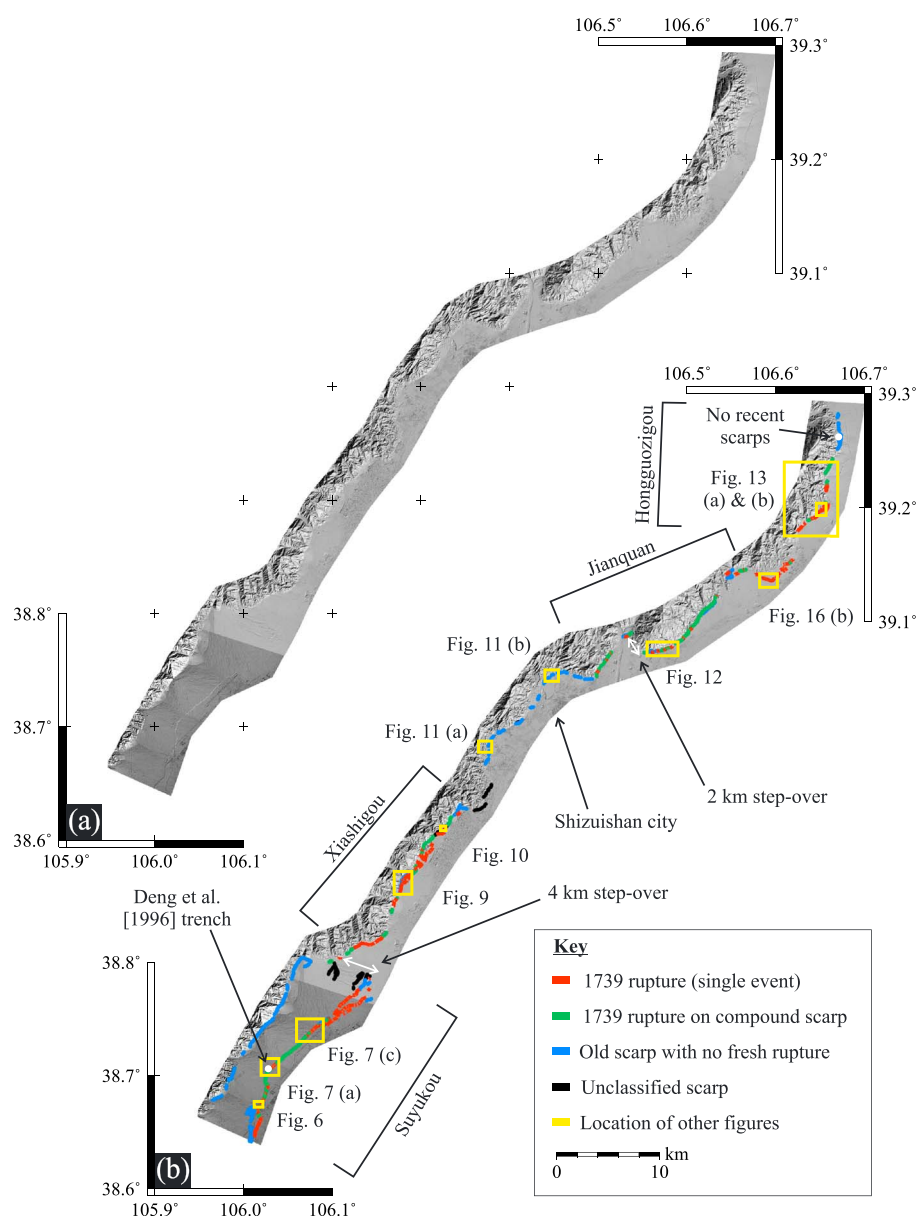 106.5˚ 106.6˚ 106.7˚
39.3˚
39.2˚
39.1˚
38.8˚
38.7˚
38.6˚
(a)
105.9˚ 106.0˚ 106.1˚
106.5˚ 106.6˚ 106.7˚
39.3˚
39.2˚
39.1˚
No recent
scarps
Hongguozigou
Fig. 13
(a) & (b)
Jianquan
Fig. 16 (b)
Fig. 11 (b)
Fig. 12
Fig. 11 (a)
2 km step-over
Shizuishan city
Xiashigou
Fig. 10
Fig. 9
4 km step-over
Deng et al.
[1996] trench
Fig. 7 (c)
Fig. 7 (a)
Fig. 6
Suyukou
38.8˚
38.7˚
38.6˚
(b)
105.9˚ 106.0˚ 106.1˚
Key
1739 rupture (single event)
1739 rupture on compound scarp
Old scarp with no fresh rupture
Unclassified scarp
Location of other figures
km
0 10